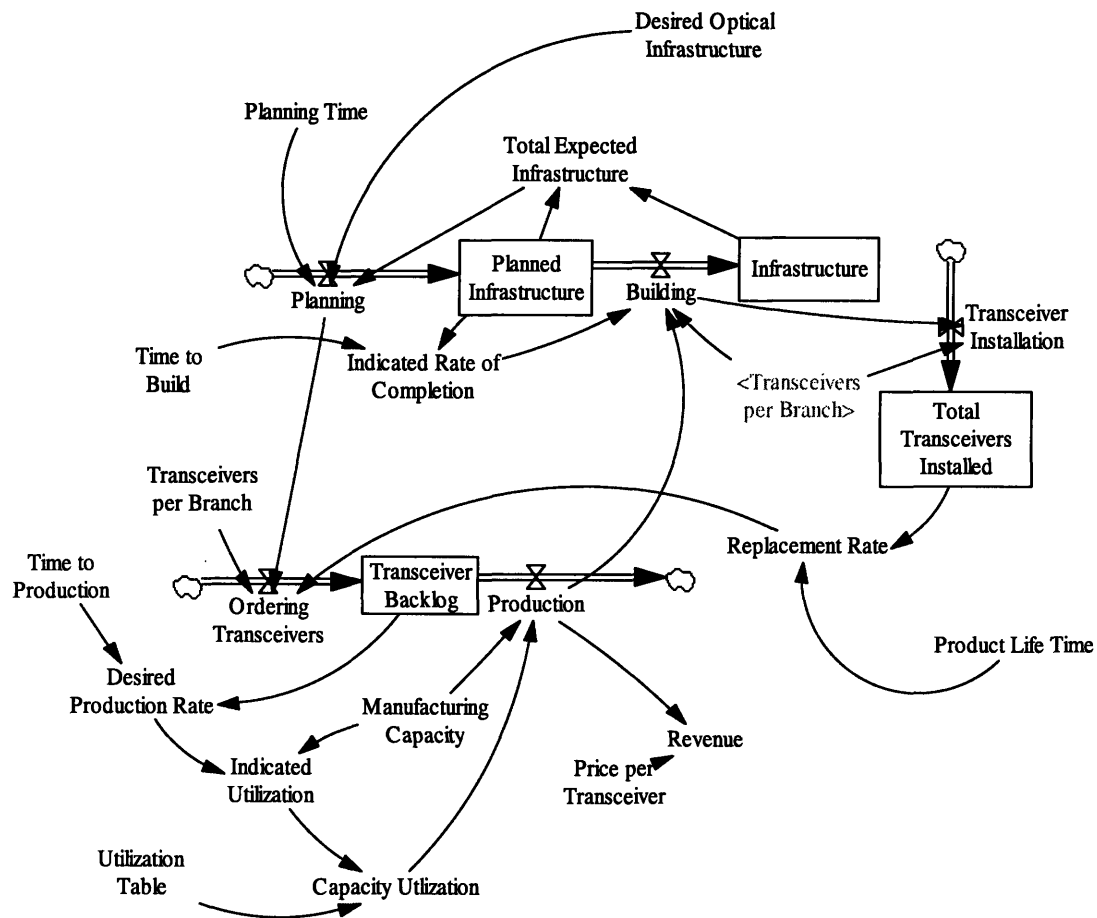 Desired Optical
Infrastructure
Planning Time
Total Expected
Infrastructure
Planned
Infrastructure
Infrastructure
Planning
Building
Transceiver
Installation
Time to
Build
Indicated Rate of
Completion
<Transceivers
per Branch>
Total
Transceivers
Installed
Transceivers
per Branch
Replacement Rate
Time to
Production
Transceiver
Backlog
Ordering
Transceivers
Production
Product Life Time
Desired
Production Rate
Manufacturing
Capacity
Revenue
Indicated
Utilization
Price per
Transceiver
Utilization
Table
Capacity Utlization